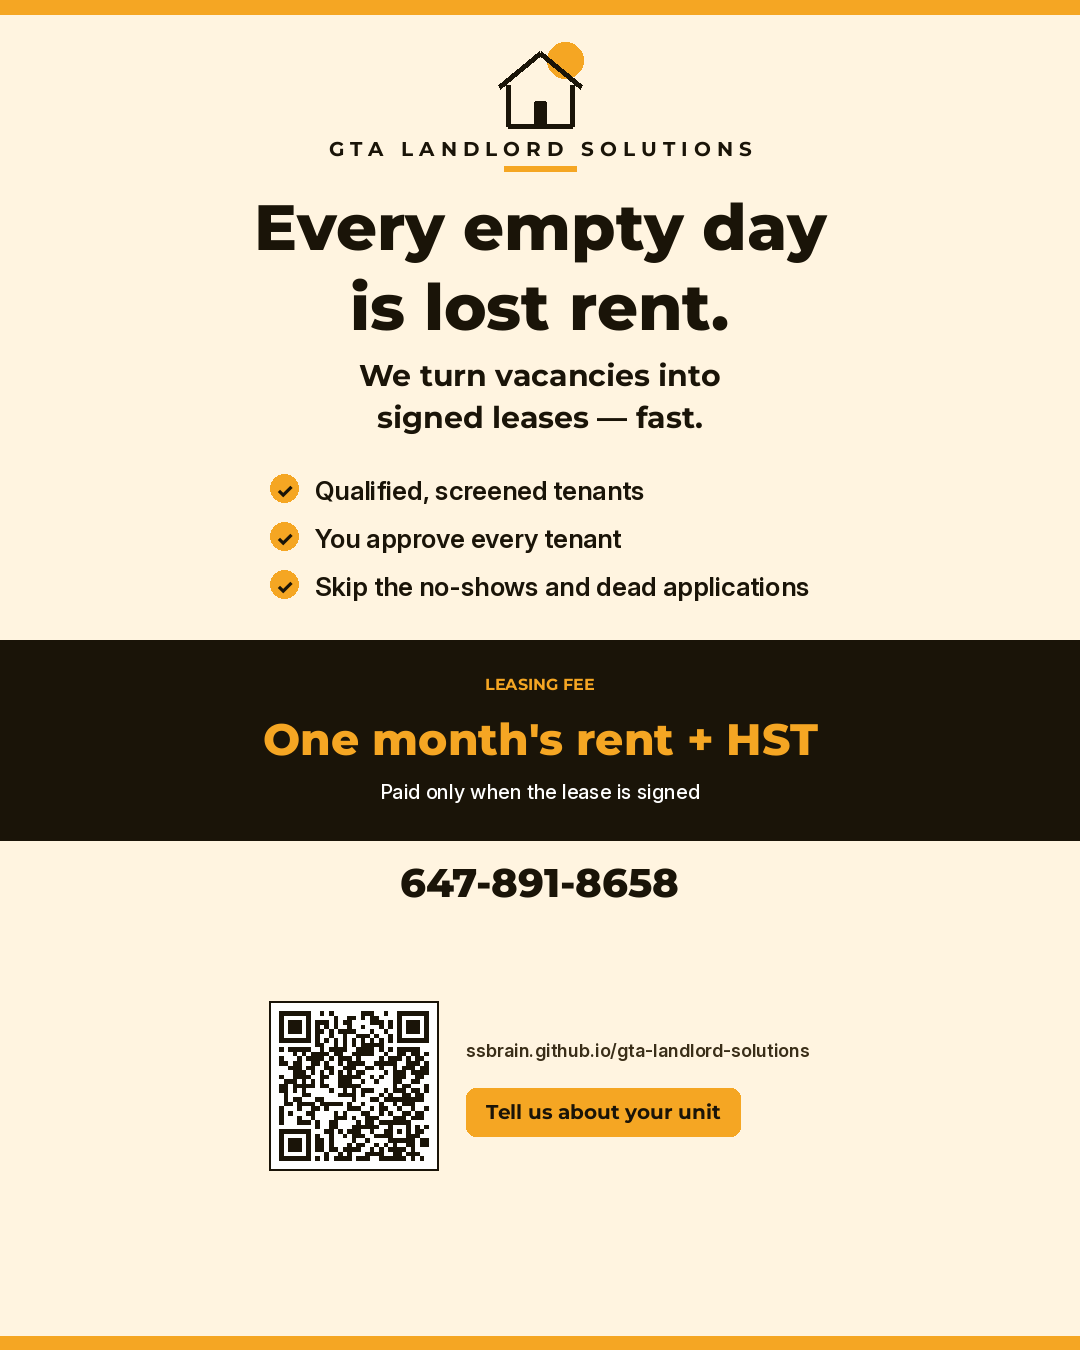 GTA LANDLORD SOLUTIONS
Every empty day
is lost rent.
We turn vacancies into
signed leases — fast.
Qualified, screened tenants
You approve every tenant
Skip the no-shows and dead applications
LEASING FEE
One month's rent + HST
Paid only when the lease is signed
647-891-8658
ssbrain.github.io/gta-landlord-solutions
Tell us about your unit